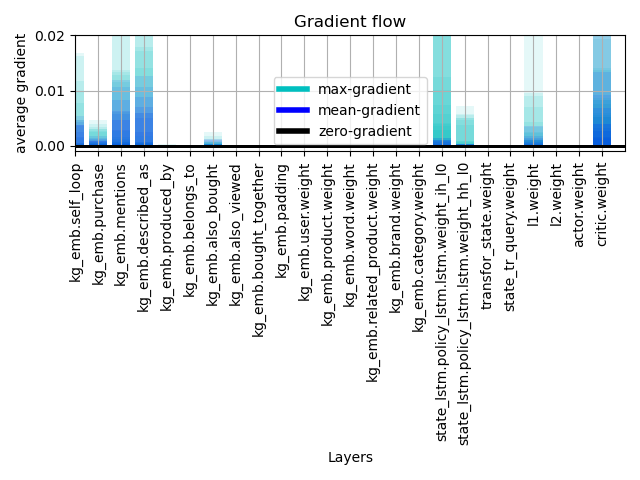 Gradient flow
average gradient
0.02
0.01
0.00
max-gradient
mean-gradient
zero-gradient
kg_emb.self_loop
kg_emb.purchase
kg_emb.mentions
kg_emb.described_as
kg_emb.produced_by
kg_emb.belongs_to
kg_emb.also_bought
kg_emb.also_viewed
kg_emb.bought_together
kg_emb.padding
kg_emb.user.weight
kg_emb.product.weight
kg_emb.word.weight
kg_emb.related_product.weight
kg_emb.brand.weight
kg_emb.category.weight
state_lstm.policy_lstm.lstm.weight_ih_l0
state_lstm.policy_lstm.lstm.weight_hh_l0
transfor_state.weight
state_tr_query.weight
l1.weight
l2.weight
actor.weight
critic.weight
Layers